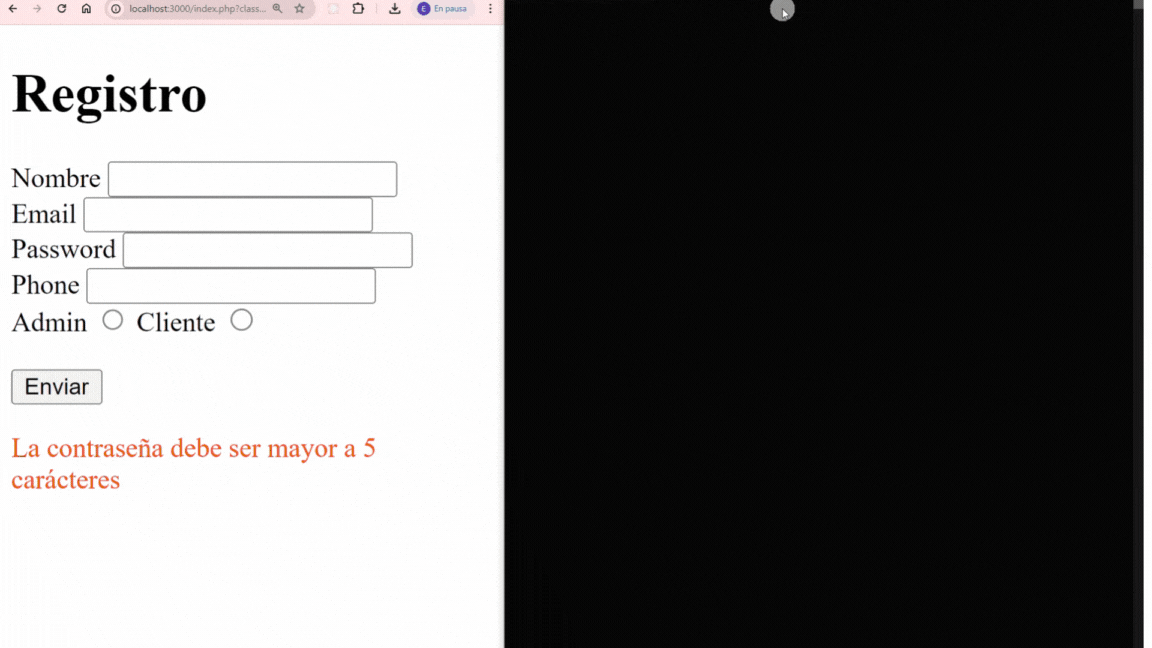 localhost:3000/index.php?class...
E En pausa
Registro
Nombre
Email
Password
Phone
Admin Cliente
Enviar
La contraseña debe ser mayor a 5
carácteres